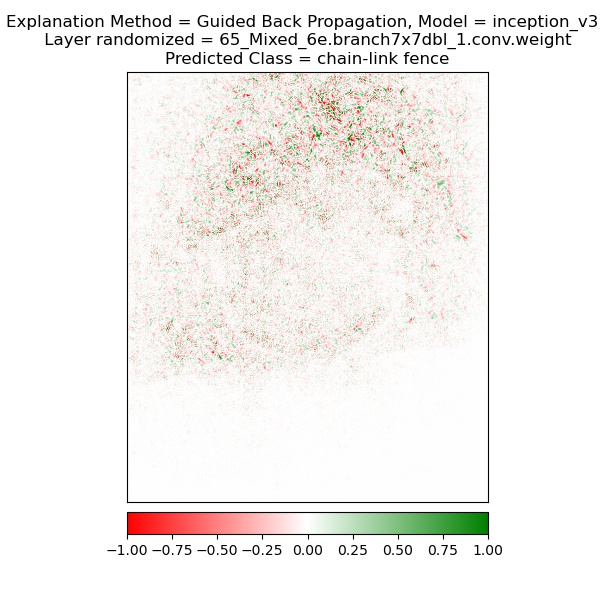 Explanation Method = Guided Back Propagation, Model = inception_v3
Layer randomized = 65_Mixed_6e.branch7x7dbl_1.conv.weight
Predicted Class = chain-link fence
−1.00 −0.75 −0.50 −0.25 0.00 0.25 0.50 0.75 1.00